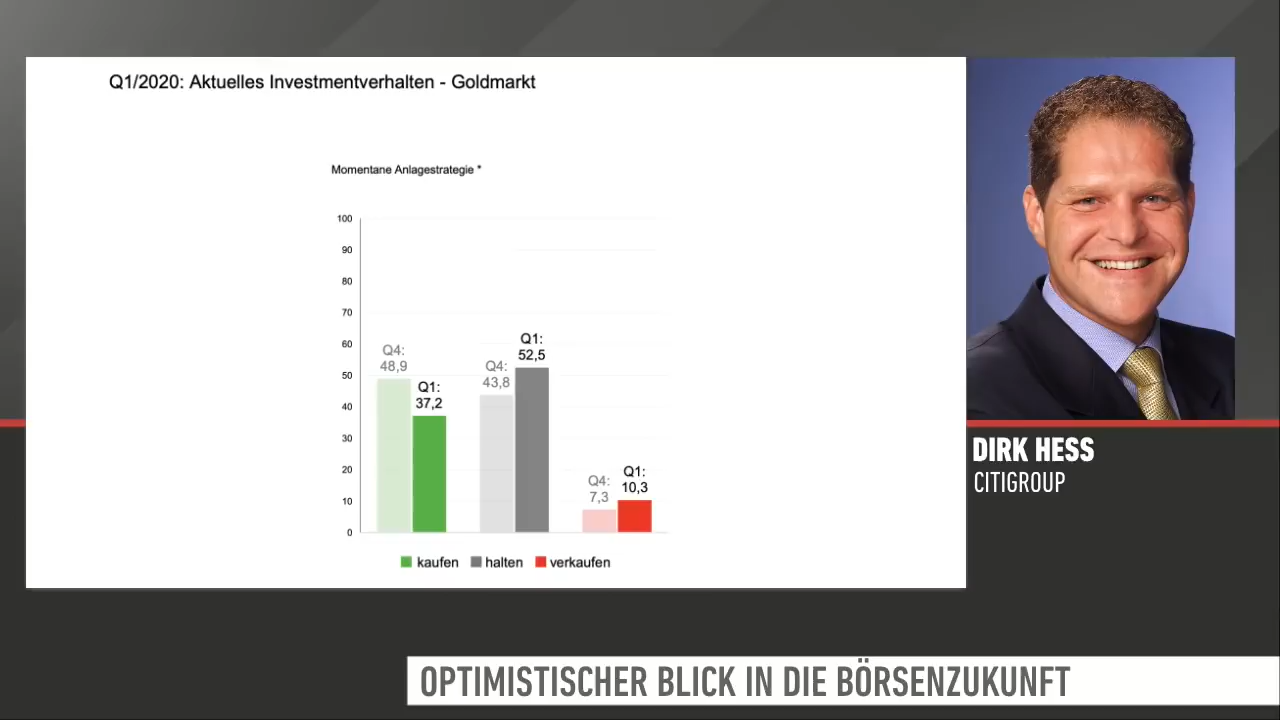 Q1/2020: Aktuelles Investmentverhalten - Goldmarkt
Momentane Anlagestrategie *
100
90
80
70
60
50
40
30
20
10
0
Q4:
48,9
Q1:
37,2
Q4:
43,8
Q1:
52,5
Q4:
7,3
Q1:
10,3
kaufen halten verkaufen
DIRK HESS
CITIGROUP
OPTIMISTISCHER BLICK IN DIE BÖRSENZUKUNFT